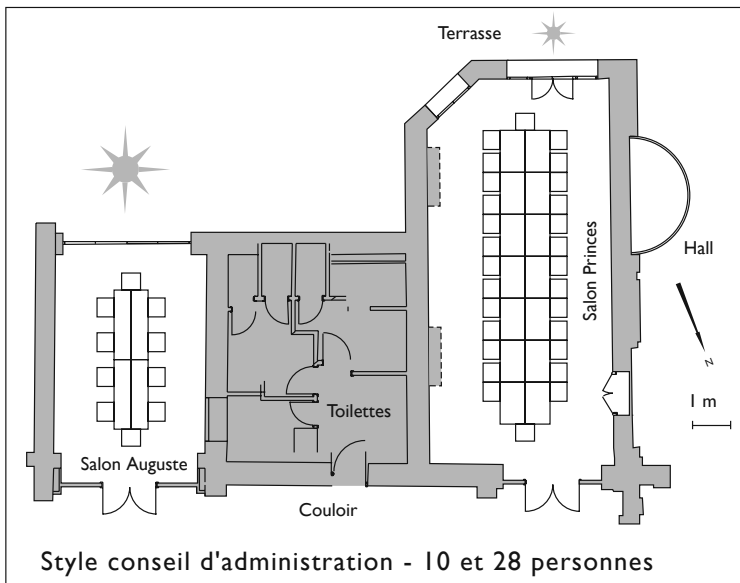 Terrasse
Salon Princes
Hall
z
1 m
Toilettes
Salon Auguste
Couloir
Style conseil d'administration - 10 et 28 personnes